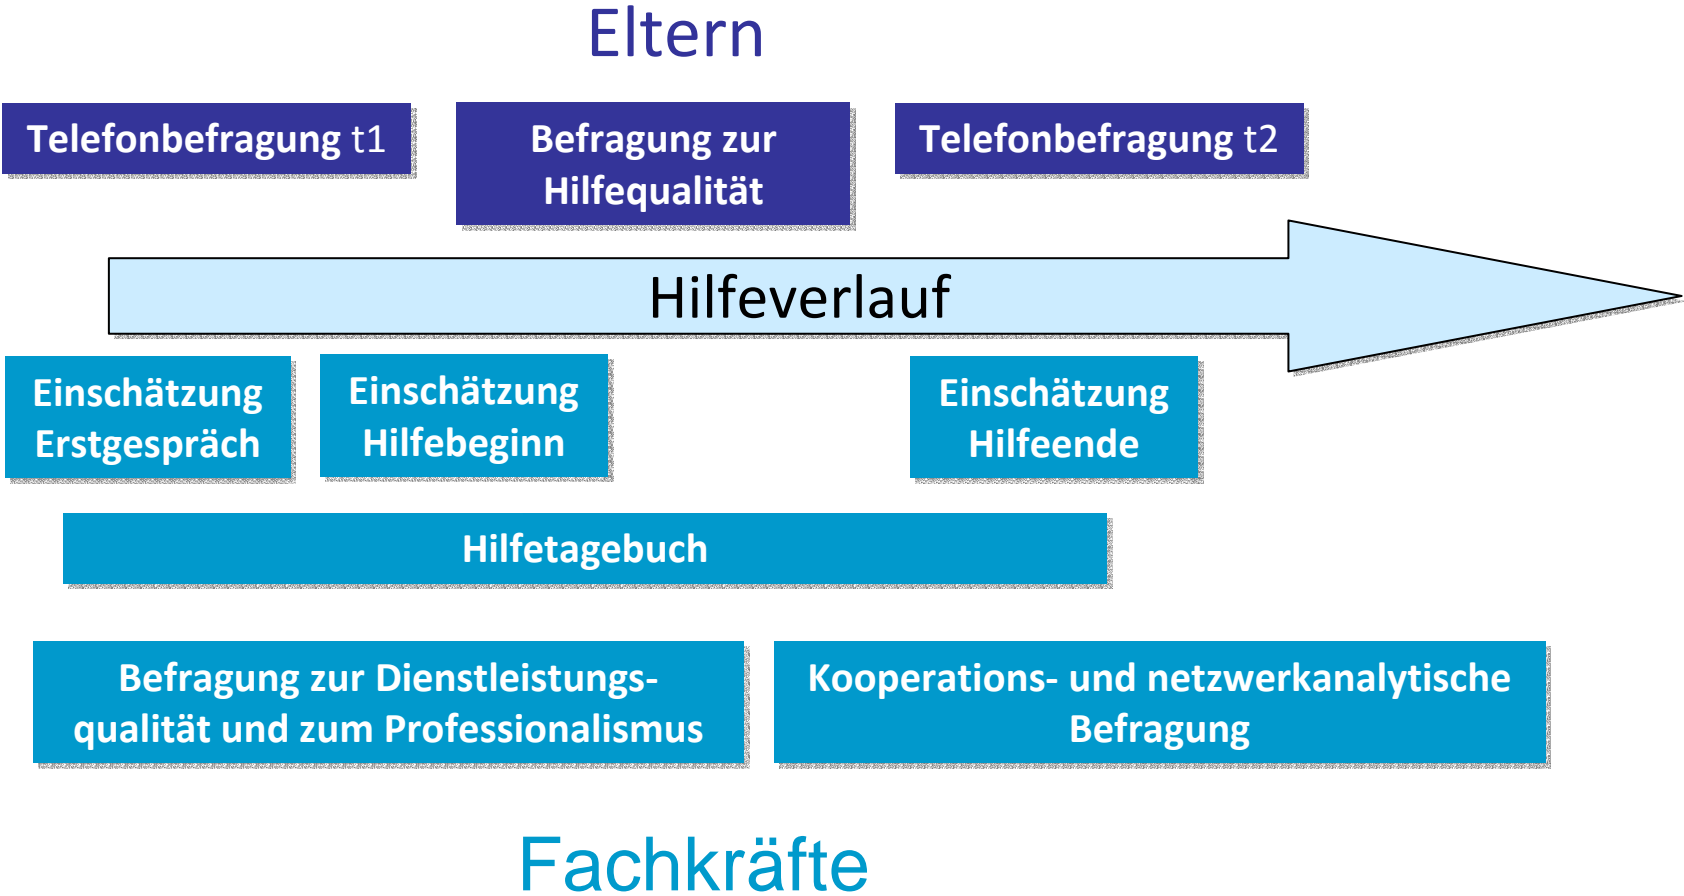 Eltern
Telefonbefragung t1
Befragung zur
Hilfequalität
Telefonbefragung t2
Hilfeverlauf
Einschätzung
Erstgespräch
Einschätzung
Hilfebeginn
Einschätzung
Hilfeende
Hilfetagebuch
Befragung zur Dienstleistungs-
qualität und zum Professionalismus
Kooperations- und netzwerkanalytische
Befragung
Fachkräfte